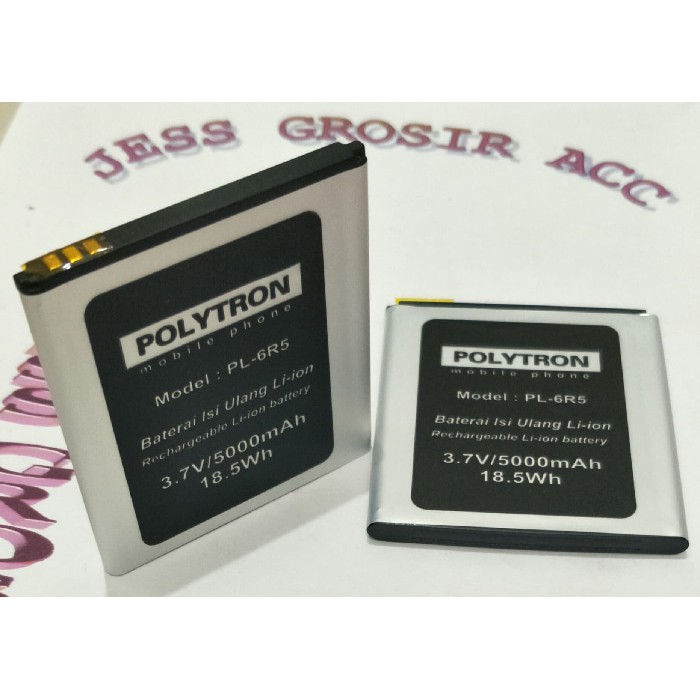 JESS GROSIR ACC
POLYTRON
mobile phone
Model : PL-6R5
Baterai Isi Ulang Li-ion
Rechargeable Li-ion battery
3.7V/5000mAh
18.5Wh
POLYTRON
mobile phone
Model : PL-6R5
Baterai Isi Ulang Li-ion
Rechargeable Li-ion battery
3.7V/5000mAh
18.5Wh